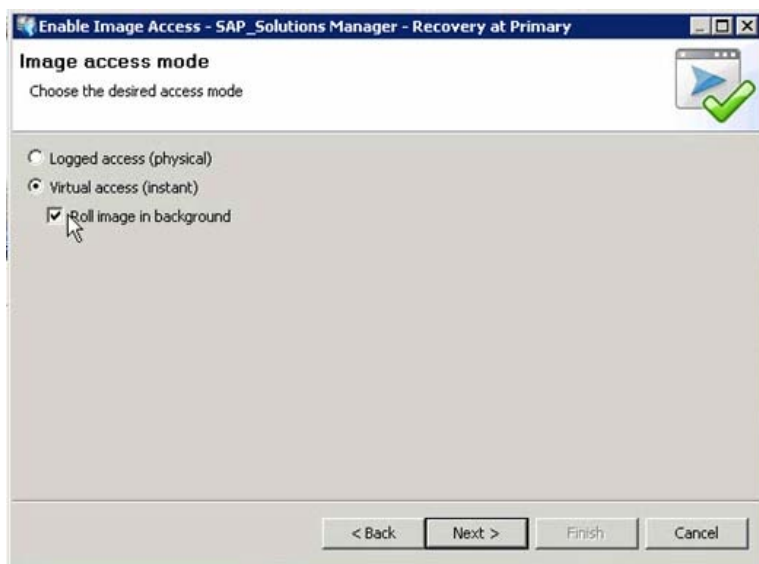 Enable Image Access - SAP_Solutions Manager - Recovery at Primary
Image access mode
Choose the desired access mode
Logged access (physical)
Virtual access (instant)
Roll image in background
< Back Next > Finish Cancel